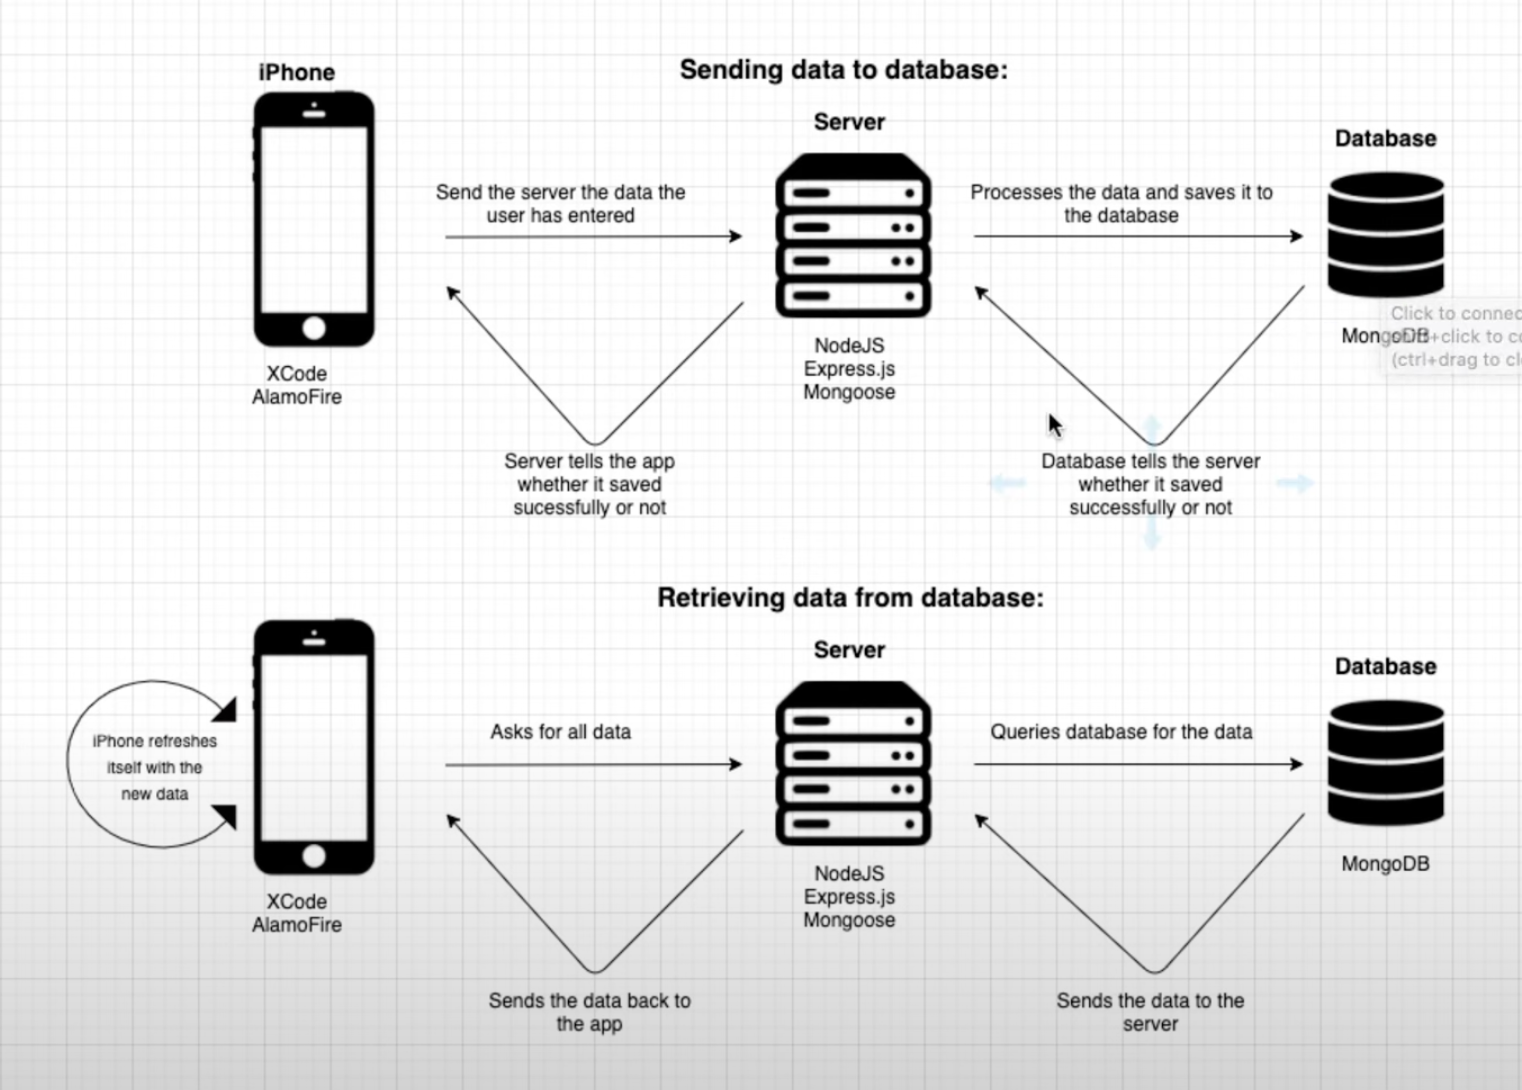 Sending data to database:
iPhone
Server
Database
Send the server the data the
user has entered
Processes the data and saves it to
the database
Click to connec
MongoDB
+click to c
(ctrl+drag to cl
NodeJS
Express.js
Mongoose
XCode
AlamoFire
Server tells the app
whether it saved
sucessfully or not
Database tells the server
whether it saved
successfully or not
Retrieving data from database:
Server
Database
Asks for all data
Queries database for the data
iPhone refreshes
itself with the
new data
MongoDB
NodeJS
Express.js
Mongoose
XCode
AlamoFire
Sends the data back to
the app
Sends the data to the
server